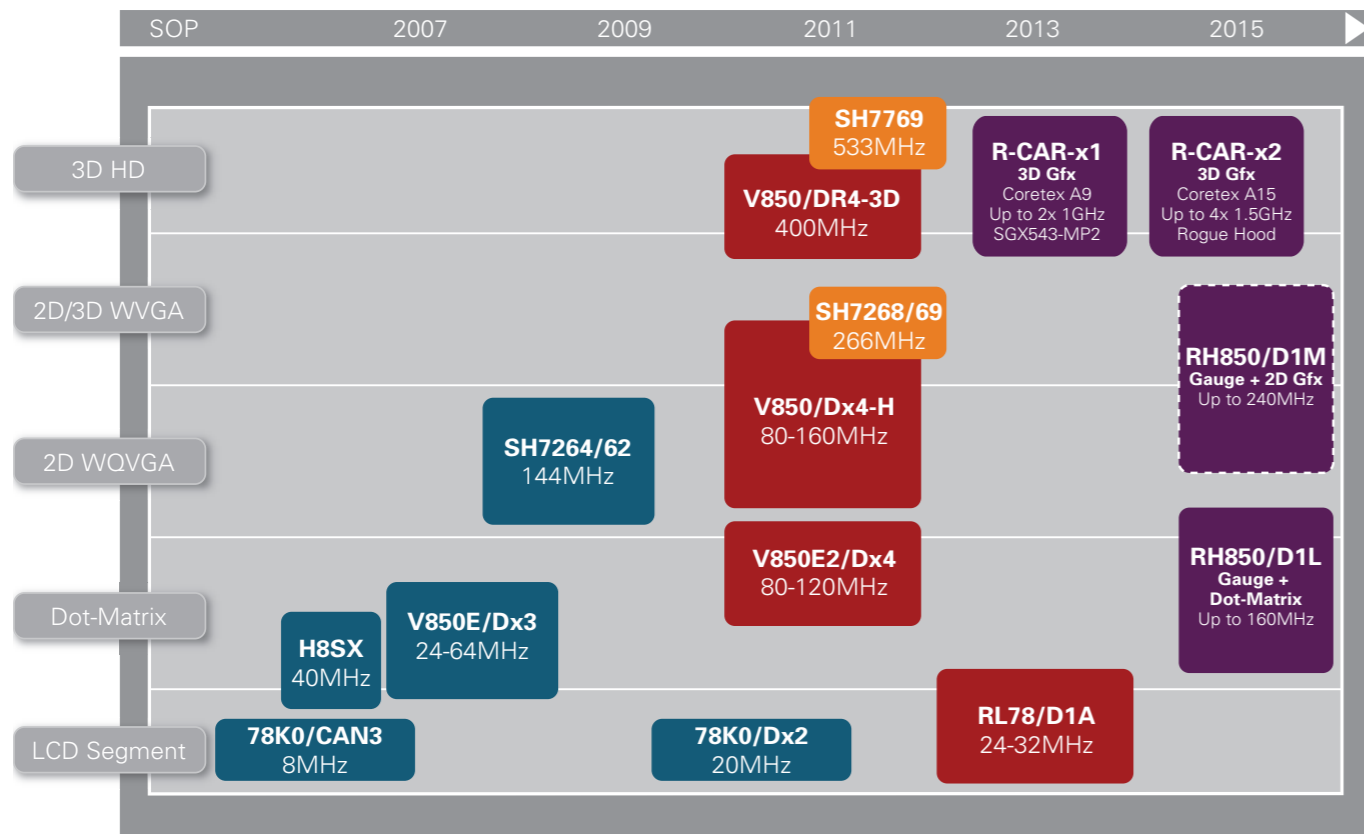 SOP 2007 2009 2011 2013 2015
3D HD
SH7769
533MHz
V850/DR4-3D
400MHz
R-CAR-x1
3D Gfx
Coretex A9
Up to 2x 1GHz
SGX543-MP2
R-CAR-x2
3D Gfx
Coretex A15
Up to 4x 1.5GHz
Rogue Hood
2D/3D WVGA
SH7268/69
266MHz
V850/Dx4-H
80-160MHz
RH850/D1M
Gauge + 2D Gfx
Up to 240MHz
2D WQVGA
SH7264/62
144MHz
Dot-Matrix
H8SX
40MHz
V850E/Dx3
24-64MHz
V850E2/Dx4
80-120MHz
RH850/D1L
Gauge +
Dot-Matrix
Up to 160MHz
LCD Segment
78K0/CAN3
8MHz
78K0/Dx2
20MHz
RL78/D1A
24-32MHz